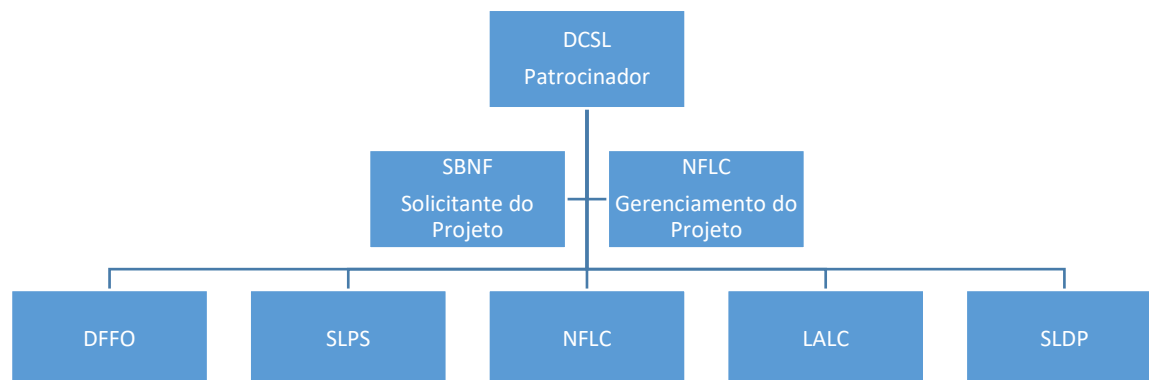 DCSL
Patrocinador
SBNF
Solicitante do
Projeto
NFLC
Gerenciamento do
Projeto
DFFO
SLPS
NFLC
LALC
SLDP